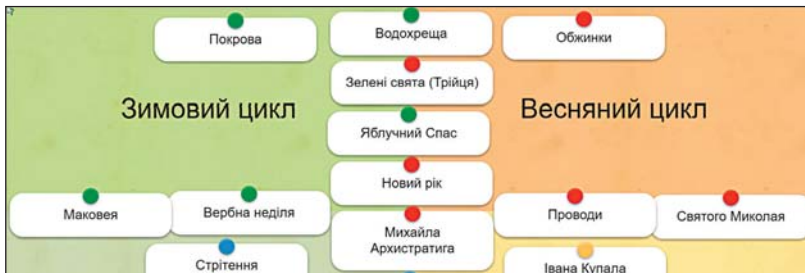 Покрова
Водохреща
Обжинки
Зелені свята (Трійця)
Зимовий цикл
Весняний цикл
Яблучний Спас
Новий рік
Маковея
Вербна неділя
Проводи
Святого Миколая
Михайла
Архистратига
Стрітення
Івана Купала